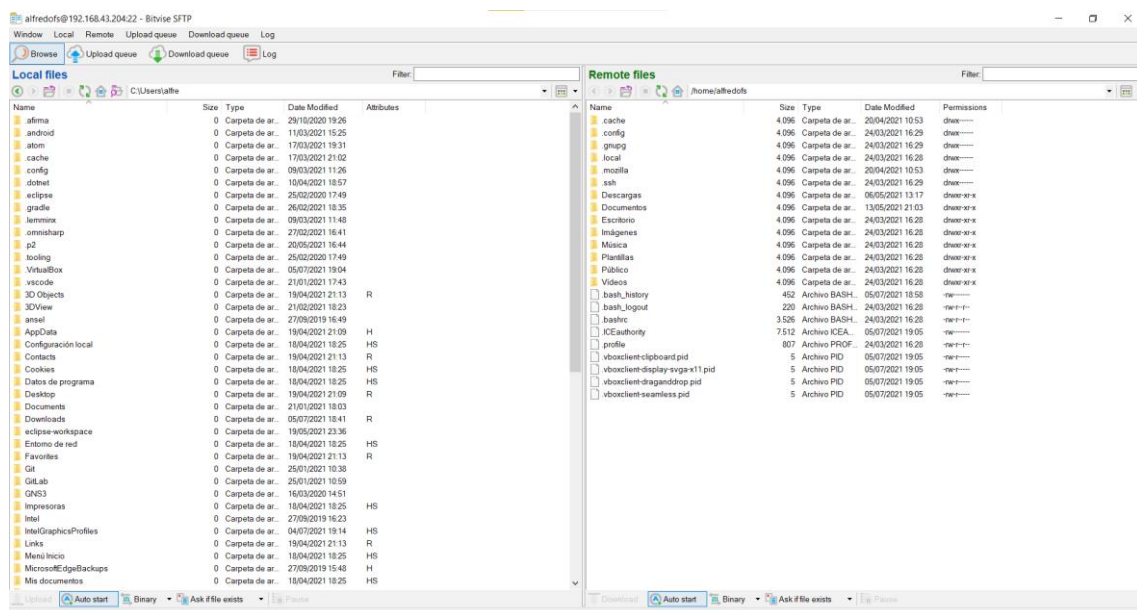 alfredofs@192.168.43.204:22 - Bitvise SFTP
Window Local Remote Upload queue Download queue Log
Browse Upload queue Download queue Log
Local files Filter:
C:\Users\alfre
Name Size Type Date Modified Attributes
.afirma 0 Carpeta de ar... 29/10/2020 19:26
.android 0 Carpeta de ar... 11/03/2021 15:25
.atom 0 Carpeta de ar... 17/03/2021 19:31
.cache 0 Carpeta de ar... 17/03/2021 21:02
.config 0 Carpeta de ar... 09/03/2021 11:26
.dotnet 0 Carpeta de ar... 10/04/2021 18:57
.eclipse 0 Carpeta de ar... 25/02/2020 17:49
.gradle 0 Carpeta de ar... 26/02/2021 18:35
.lemminx 0 Carpeta de ar... 09/03/2021 11:48
.omnisharp 0 Carpeta de ar... 27/02/2021 16:41
.p2 0 Carpeta de ar... 20/05/2021 16:44
.tooling 0 Carpeta de ar... 25/02/2020 17:49
.VirtualBox 0 Carpeta de ar... 05/07/2021 19:04
.vscode 0 Carpeta de ar... 21/01/2021 17:43
3D Objects 0 Carpeta de ar... 19/04/2021 21:13 R
3DView 0 Carpeta de ar... 21/02/2021 18:23
ansel 0 Carpeta de ar... 27/09/2019 16:49
AppData 0 Carpeta de ar... 19/04/2021 21:09 H
Configuración local 0 Carpeta de ar... 18/04/2021 18:25 HS
Contacts 0 Carpeta de ar... 19/04/2021 21:13 R
Cookies 0 Carpeta de ar... 18/04/2021 18:25 HS
Datos de programa 0 Carpeta de ar... 18/04/2021 18:25 HS
Desktop 0 Carpeta de ar... 19/04/2021 21:09 R
Documents 0 Carpeta de ar... 21/01/2021 18:03
Downloads 0 Carpeta de ar... 05/07/2021 18:41 R
eclipse-workspace 0 Carpeta de ar... 19/05/2021 23:36
Entorno de red 0 Carpeta de ar... 18/04/2021 18:25 HS
Favorites 0 Carpeta de ar... 19/04/2021 21:13 R
Git 0 Carpeta de ar... 25/01/2021 10:38
GitLab 0 Carpeta de ar... 25/01/2021 10:59
GNS3 0 Carpeta de ar... 16/03/2020 14:51
Impresoras 0 Carpeta de ar... 18/04/2021 18:25 HS
Intel 0 Carpeta de ar... 27/09/2019 16:23
IntelGraphicsProfiles 0 Carpeta de ar... 04/07/2021 19:14 HS
Links 0 Carpeta de ar... 19/04/2021 21:13 R
Menú Inicio 0 Carpeta de ar... 18/04/2021 18:25 HS
MicrosoftEdgeBackups 0 Carpeta de ar... 27/09/2019 15:48 H
Mis documentos 0 Carpeta de ar... 18/04/2021 18:25 HS
Upload Auto start Binary Ask if file exists Pause
Remote files Filter:
/home/alfredofs
Name Size Type Date Modified Permissions
.cache 4.096 Carpeta de ar... 20/04/2021 10:53 drwx------
.config 4.096 Carpeta de ar... 24/03/2021 16:29 drwx------
.gnupg 4.096 Carpeta de ar... 24/03/2021 16:29 drwx------
.local 4.096 Carpeta de ar... 24/03/2021 16:28 drwx------
.mozilla 4.096 Carpeta de ar... 20/04/2021 10:53 drwx------
.ssh 4.096 Carpeta de ar... 24/03/2021 16:29 drwx------
Descargas 4.096 Carpeta de ar... 06/05/2021 13:17 drwxr-xr-x
Documentos 4.096 Carpeta de ar... 13/05/2021 21:03 drwxr-xr-x
Escritorio 4.096 Carpeta de ar... 24/03/2021 16:28 drwxr-xr-x
Imágenes 4.096 Carpeta de ar... 24/03/2021 16:28 drwxr-xr-x
Música 4.096 Carpeta de ar... 24/03/2021 16:28 drwxr-xr-x
Plantillas 4.096 Carpeta de ar... 24/03/2021 16:28 drwxr-xr-x
Público 4.096 Carpeta de ar... 24/03/2021 16:28 drwxr-xr-x
Vídeos 4.096 Carpeta de ar... 24/03/2021 16:28 drwxr-xr-x
.bash_history 452 Archivo BASH... 05/07/2021 18:58 -rw-------
.bash_logout 220 Archivo BASH... 24/03/2021 16:28 -rw-r--r--
.bashrc 3.526 Archivo BASH... 24/03/2021 16:28 -rw-r--r--
.ICEauthority 7.512 Archivo ICEA... 05/07/2021 19:05 -rw-------
.profile 807 Archivo PROF... 24/03/2021 16:28 -rw-r--r--
.vboxclient-clipboard.pid 5 Archivo PID 05/07/2021 19:05 -rw-r-----
.vboxclient-display-svga-x11.pid 5 Archivo PID 05/07/2021 19:05 -rw-r-----
.vboxclient-draganddrop.pid 5 Archivo PID 05/07/2021 19:05 -rw-r-----
.vboxclient-seamless.pid 5 Archivo PID 05/07/2021 19:05 -rw-r-----
Download Auto start Binary Ask if file exists Pause